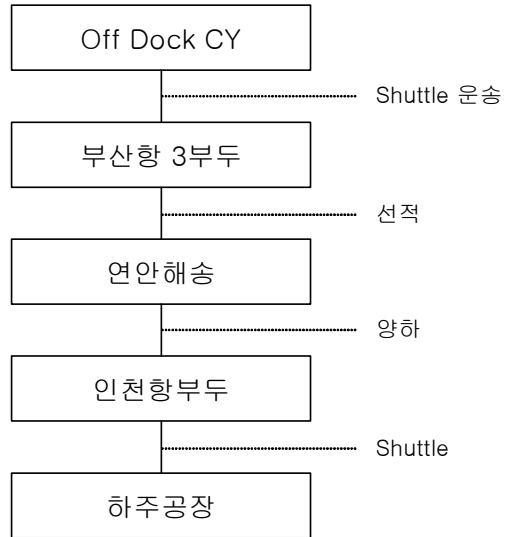 Off Dock CY
Shuttle 운송
부산항 3부두
선적
연안해송
양하
인천항부두
Shuttle
하주공장